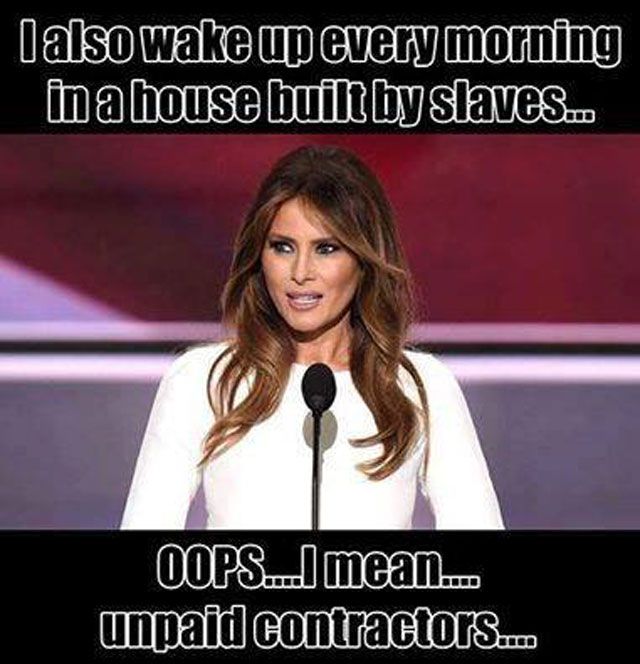 I also wake up every morning
in a house built by slaves...
OOPS....I mean....
unpaid contractors....